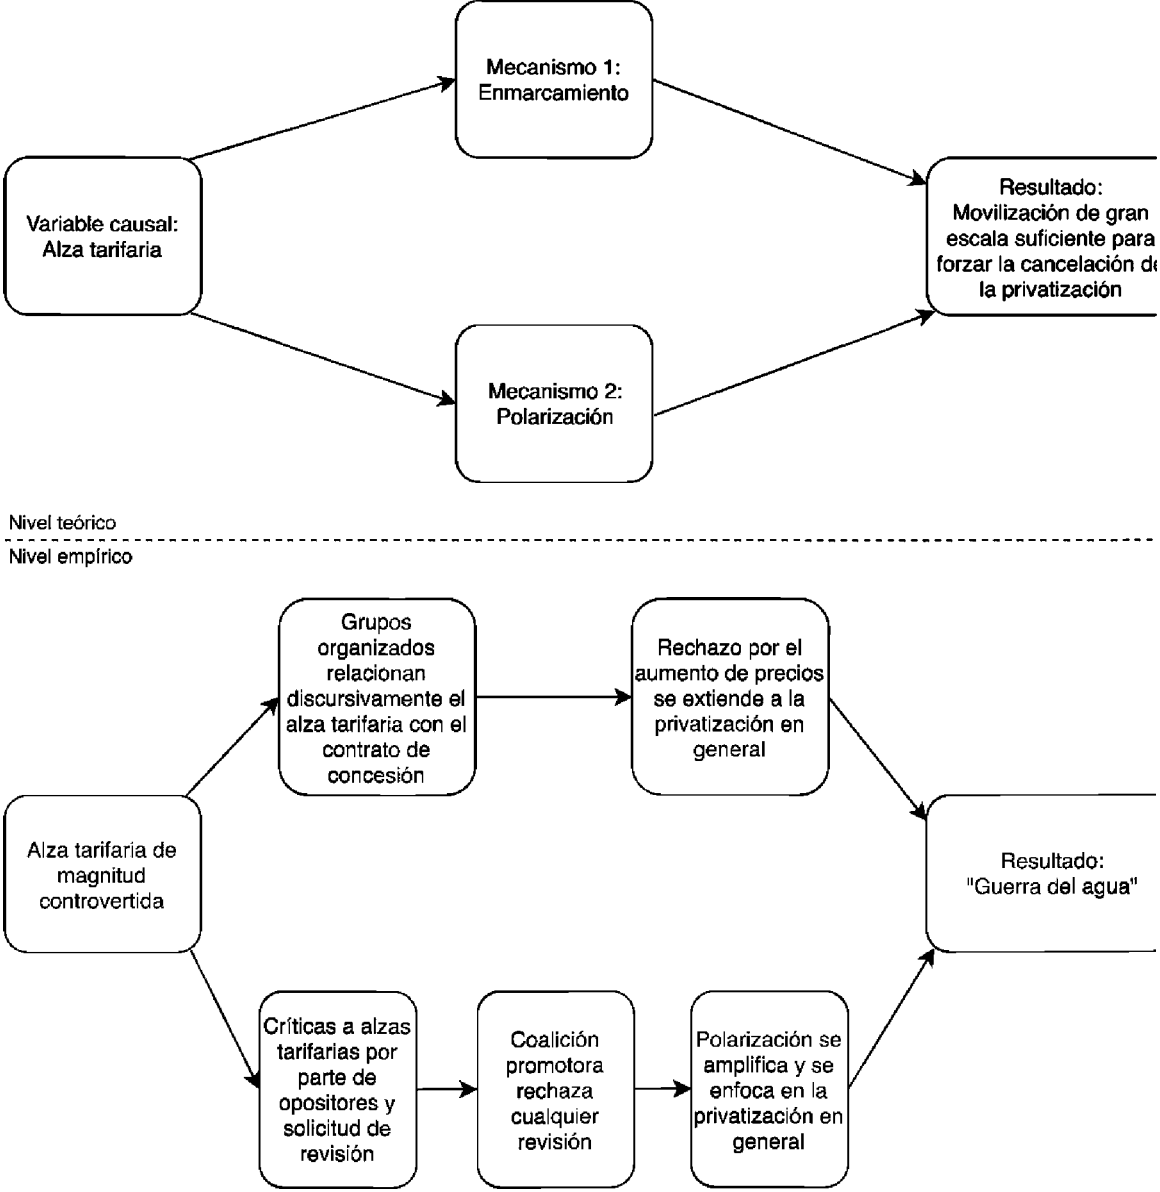 Mecanismo 1:
Enmarcamiento
Variable causal:
Alza tarifaria
Resultado:
Movilización de gran
escala suficiente para
forzar la cancelación de
la privatización
Mecanismo 2:
Polarización
Nivel teórico
Nivel empírico
Grupos
organizados
relacionan
discursivamente el
alza tarifaria con el
contrato de
concesión
Rechazo por el
aumento de precios
se extiende a la
privatización en
general
Alza tarifaria de
magnitud
controvertida
Resultado:
"Guerra del agua"
Críticas a alzas
tarifarias por
parte de
opositores y
solicitud de
revisión
Coalición
promotora
rechaza
cualquier
revisión
Polarización se
amplifica y se
enfoca en la
privatización en
general